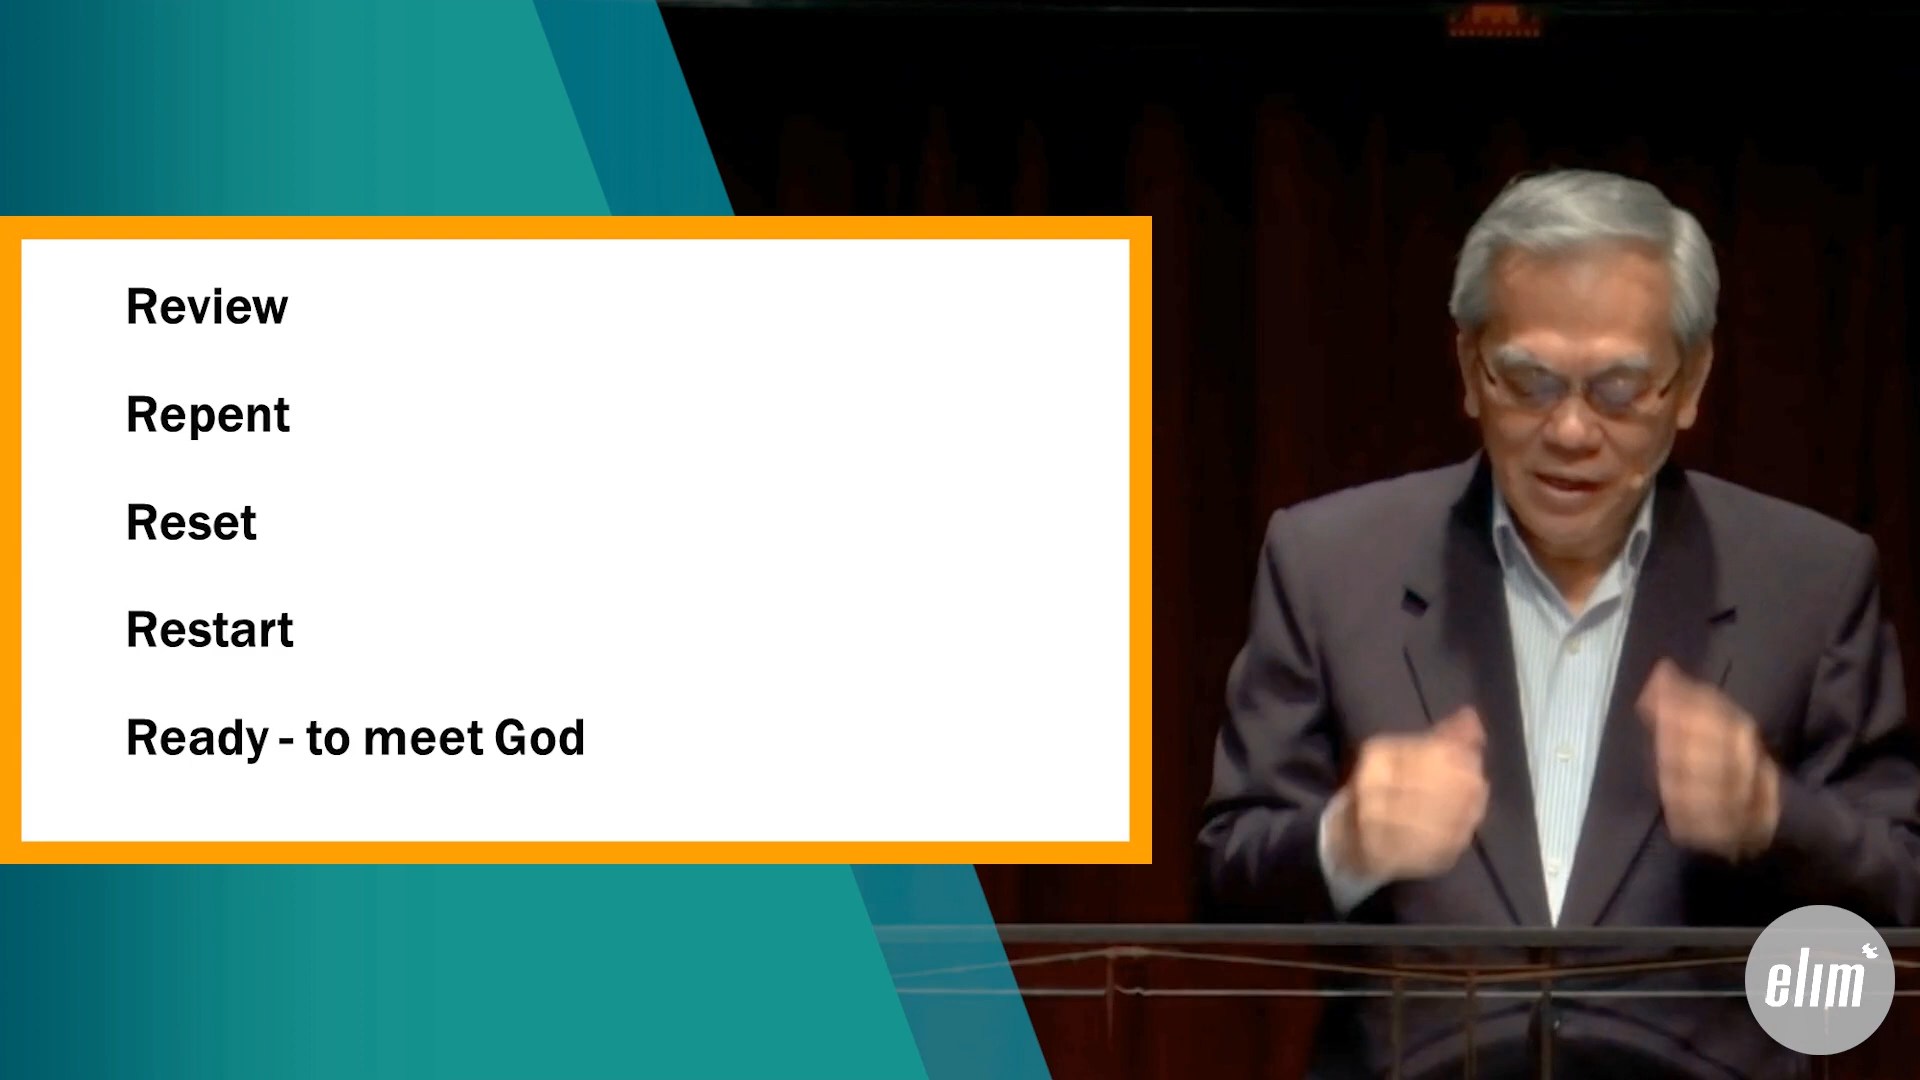 Review
Repent
Reset
Restart
Ready - to meet God
elim